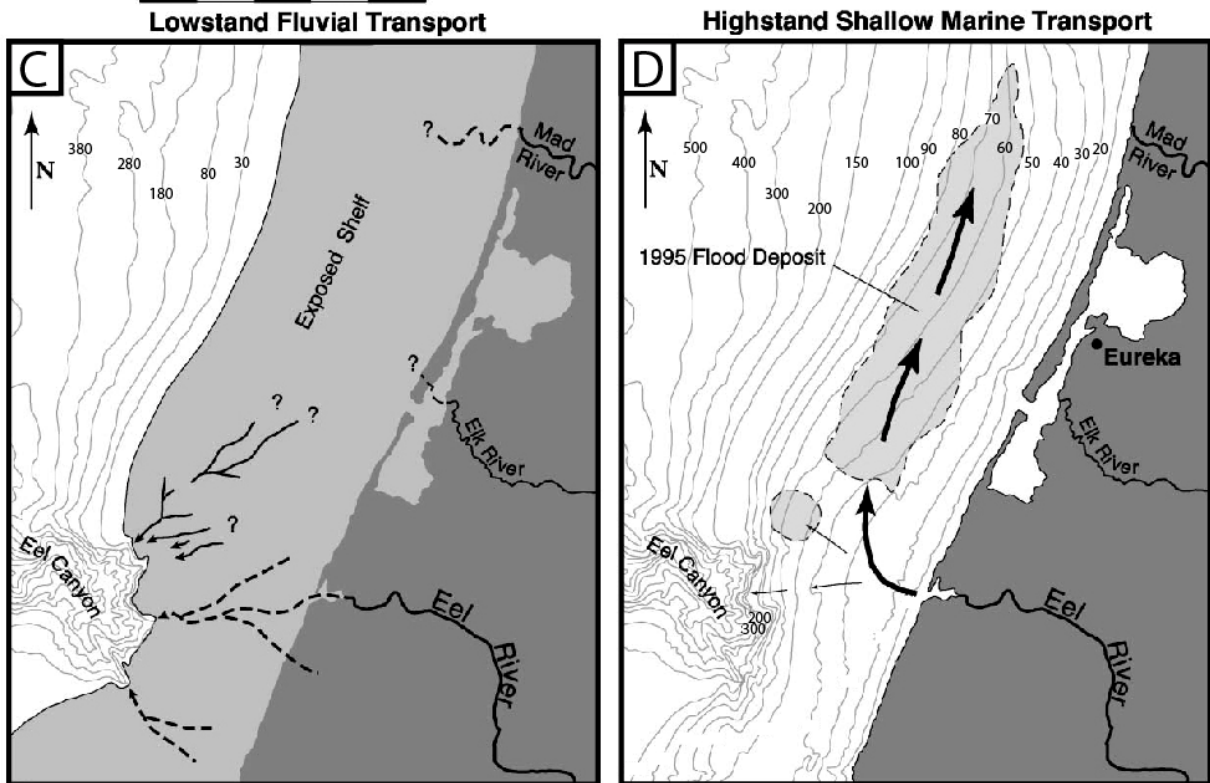 Lowstand Fluvial Transport
C
N
380
280
180
80
30
?
Mad
River
Exposed Shelf
?
Elk River
?
?
?
Eel Canyon
Eel
River
Highstand Shallow Marine Transport
D
N
500
400
300
200
150
100
90
80
70
60
50
40
30
20
Mad
River
1995 Flood Deposit
Eureka
Elk River
Eel Canyon
200
300
Eel
River